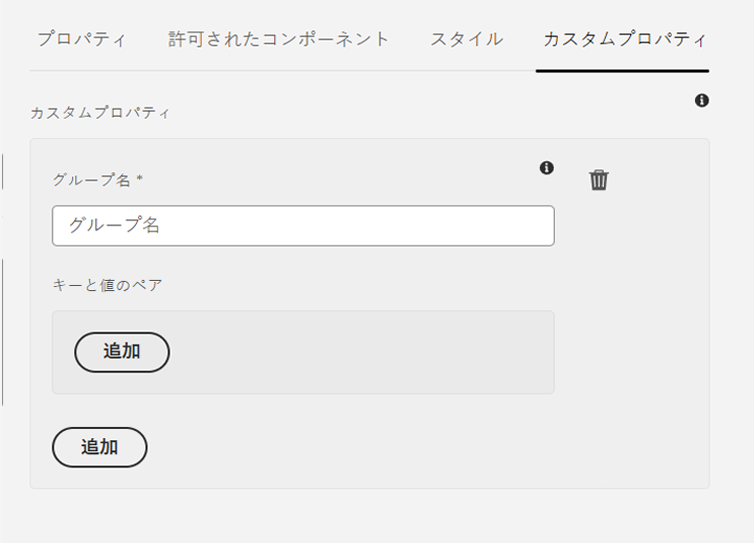 プロパティ 許可されたコンポーネント スタイル カスタムプロパティ
カスタムプロパティ
グループ名 *
グループ名
キーと値のペア
追加
追加